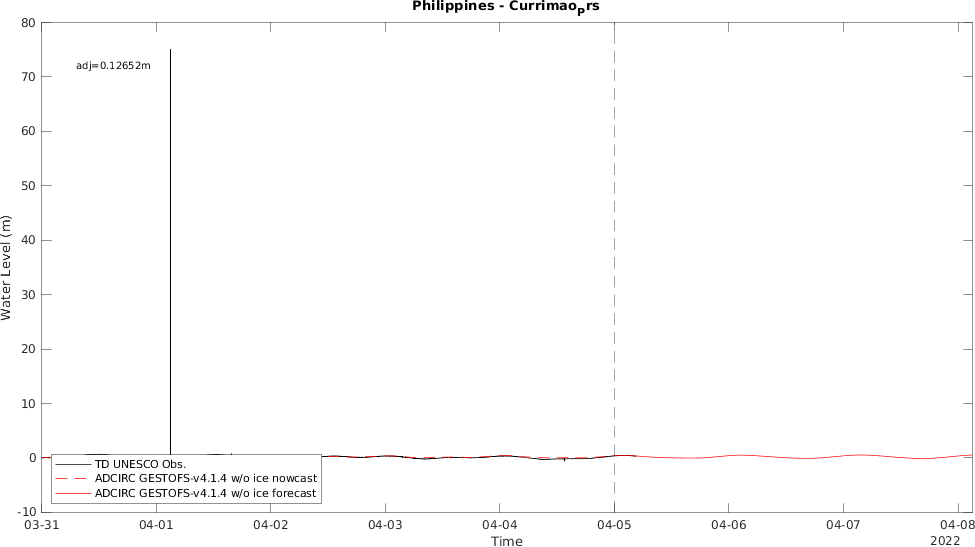 Philippines - Currimao_prs
80
adj=0.12652m
70
60
50
40
30
20
10
0
-10
Water Level (m)
TD UNESCO Obs.
ADCIRC GESTOFS-v4.1.4 w/o ice nowcast
ADCIRC GESTOFS-v4.1.4 w/o ice forecast
03-31 04-01 04-02 04-03 04-04 04-05 04-06 04-07 04-08
Time
2022